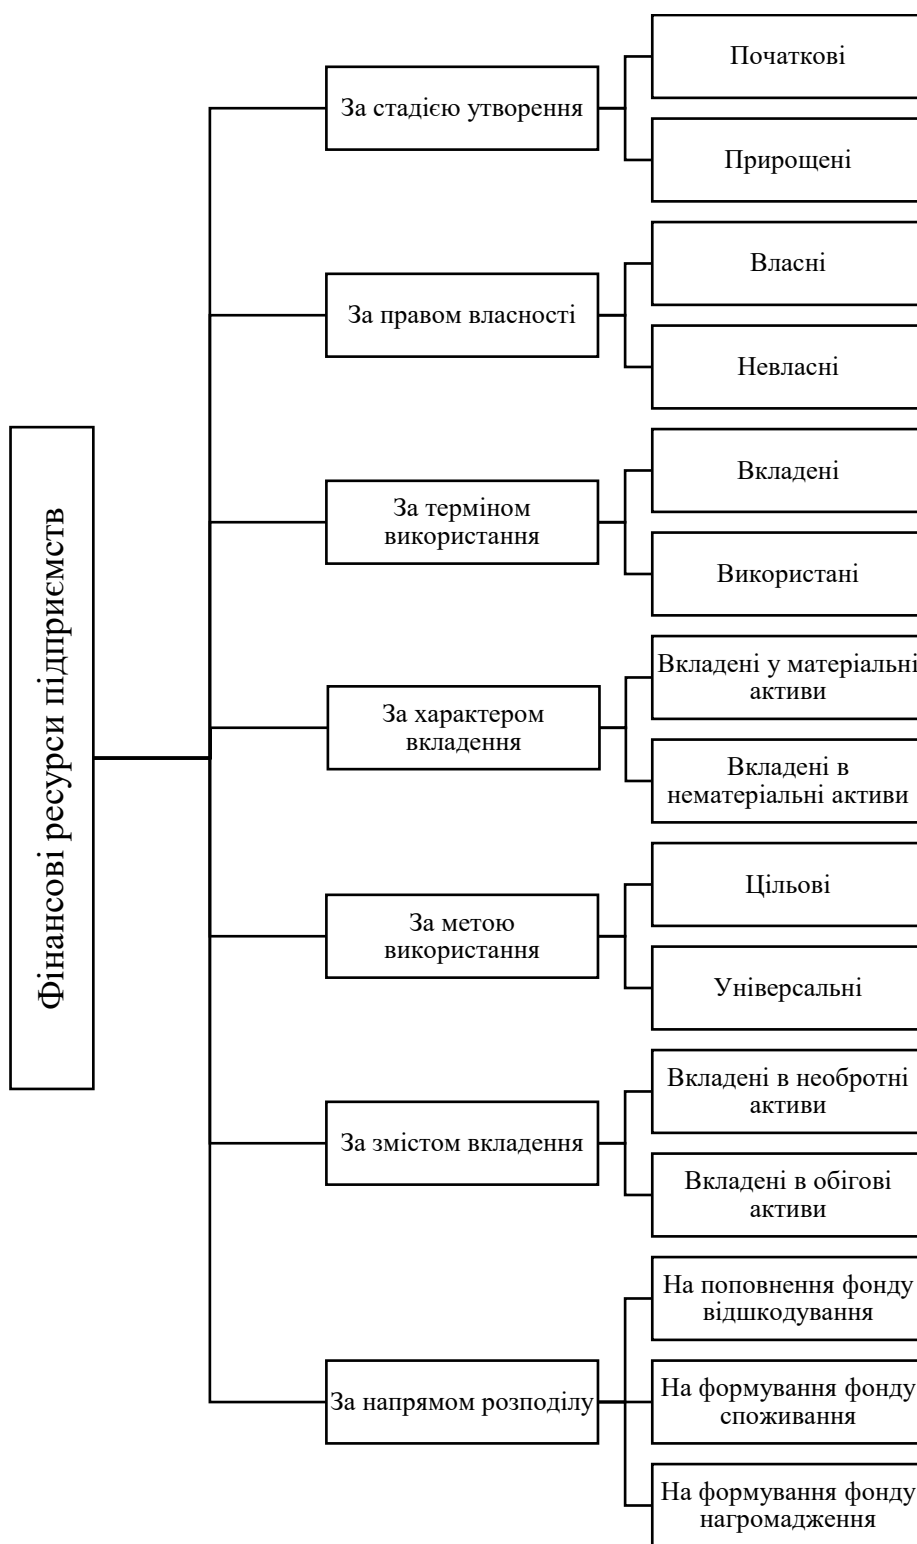 Фінансові ресурси підприємств
За стадією утворення
Початкові
Прирощені
За правом власності
Власні
Невласні
За терміном
використання
Вкладені
Використані
За характером
вкладення
Вкладені у матеріальні
активи
Вкладені в
нематеріальні активи
За метою
використання
Цільові
Універсальні
За змістом вкладення
Вкладені в необротні
активи
Вкладені в обігові
активи
За напрямом розподілу
На поповнення фонду
відшкодування
На формування фонду
споживання
На формування фонду
нагромадження